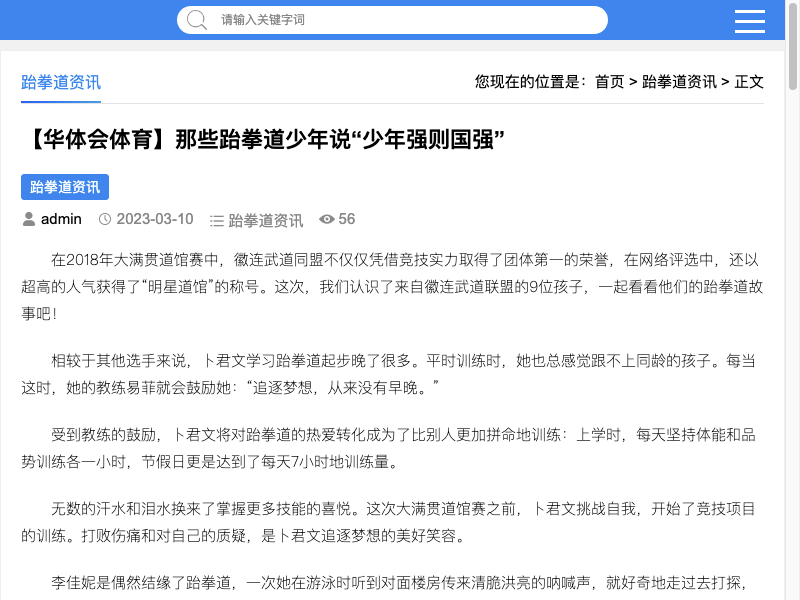 请输入关键字词
跆拳道资讯
您现在的位置是：首页 > 跆拳道资讯 > 正文
【华体会体育】那些跆拳道少年说“少年强则国强”
跆拳道资讯
admin 2023-03-10 跆拳道资讯 56
在2018年大满贯道馆赛中，徽连武道同盟不仅仅凭借竞技实力取得了团体第一的荣誉，在网络评选中，还以
超高的人气获得了“明星道馆”的称号。这次，我们认识了来自徽连武道联盟的9位孩子，一起看看他们的跆拳道故
事吧！
相较于其他选手来说，卜君文学习跆拳道起步晚了很多。平时训练时，她也总感觉跟不上同龄的孩子。每当
这时，她的教练易菲就会鼓励她：“追逐梦想，从来没有早晚。”
受到教练的鼓励，卜君文将对跆拳道的热爱转化成为了比别人更加拼命地训练：上学时，每天坚持体能和品
势训练各一小时，节假日更是达到了每天7小时地训练量。
无数的汗水和泪水换来了掌握更多技能的喜悦。这次大满贯道馆赛之前，卜君文挑战自我，开始了竞技项目
的训练。打败伤痛和对自己的质疑，是卜君文追逐梦想的美好笑容。
李佳妮是偶然结缘了跆拳道，一次她在游泳时听到对面楼房传来清脆洪亮的呐喊声，就好奇地走过去打探，